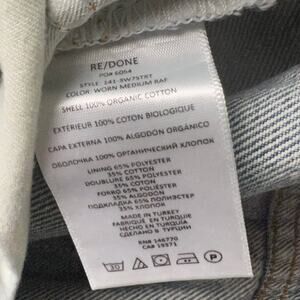 RE/DONE
PO# 6054
STYLE: 141-3W7STXT
COLOR: WORN MEDIUM RAF
SHELL 100% ORGANIC COTTON
EXTERIEUR 100% COTON BIOLOGIQUE
CAPA EXTERNA 100% ALGODÓN ORGÁNICO
ОБОЛОЧКА 100% ОРГАНИЧЕСКИЙ ХЛОПОК
LINING 65% POLYESTER
35% COTTON
DOUBLURE 65% POLYESTER
35% COTON
FORRO 65% POLIÉSTER
35% ALGODÓN
ПОДКЛАДКА 65% ПОЛИЭСТЕР
35% ХЛОПОК
MADE IN TURKEY
FABRIQUÉ EN TURQUIE
HECHO EN TURQUÍA
СДЕЛАНО В ТУРЦИИ
RN# 146770
CA# 19371
30